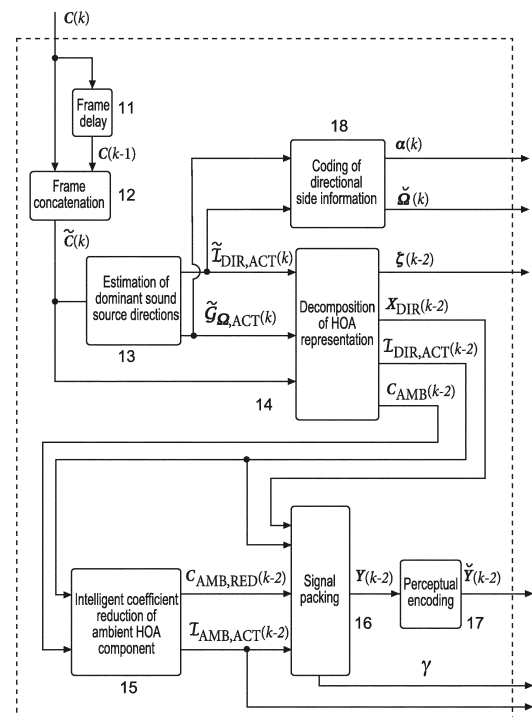 C(k)
11
Frame
delay
C(k-1)
12
Frame
concatenation
C̃(k)
18
Coding of
directional
side information
α(k)
Ω̆(k)
Estimation of
dominant sound
source directions
13
Ĩ_DIR,ACT(k)
G̃_Ω,ACT(k)
14
Decomposition
of HOA
representation
ζ(k-2)
X_DIR(k-2)
I_DIR,ACT(k-2)
C_AMB(k-2)
Intelligent coefficient
reduction of
ambient HOA
component
15
C_AMB,RED(k-2)
I_AMB,ACT(k-2)
Signal
packing
16
Y(k-2)
Perceptual
encoding
17
Y̆(k-2)
γ